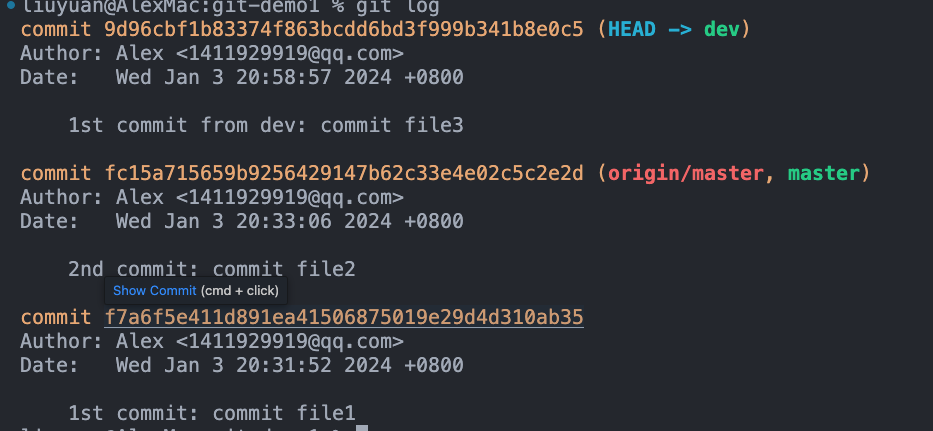 liuyuan@AlexMac:git-demo1 % git log
commit 9d96cbf1b83374f863bcdd6bd3f999b341b8e0c5 (HEAD -> dev)
Author: Alex <1411929919@qq.com>
Date:   Wed Jan 3 20:58:57 2024 +0800
1st commit from dev: commit file3
commit fc15a715659b9256429147b62c33e4e02c5c2e2d (origin/master, master)
Author: Alex <1411929919@qq.com>
Date:   Wed Jan 3 20:33:06 2024 +0800
2nd commit: commit file2
Show Commit (cmd + click)
commit f7a6f5e411d891ea41506875019e29d4d310ab35
Author: Alex <1411929919@qq.com>
Date:   Wed Jan 3 20:31:52 2024 +0800
1st commit: commit file1